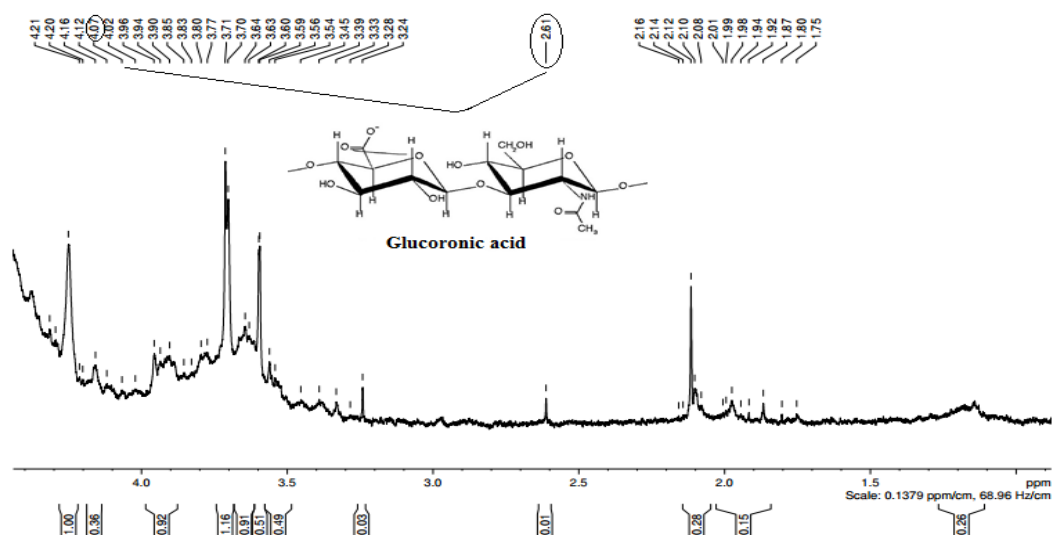 4.21 4.20 4.16 4.12 4.07 4.02 3.96 3.94 3.90 3.85 3.83 3.80 3.77 3.71 3.70 3.64 3.63 3.60 3.59 3.56 3.54 3.45 3.39 3.33 3.28 3.24 2.61 2.16 2.14 2.12 2.10 2.08 2.01 1.99 1.98 1.94 1.92 1.87 1.80 1.75
O⁻
H O O H CH₂OH H
O HO O
HO OH O NH O
H H H H O H
CH₃
Glucoronic acid
4.0 3.5 3.0 2.5 2.0 1.5 ppm
Scale: 0.1379 ppm/cm, 68.96 Hz/cm
1.00 0.36 0.92 1.16 0.91 0.51 0.49 0.03 0.01 0.28 0.15 0.26